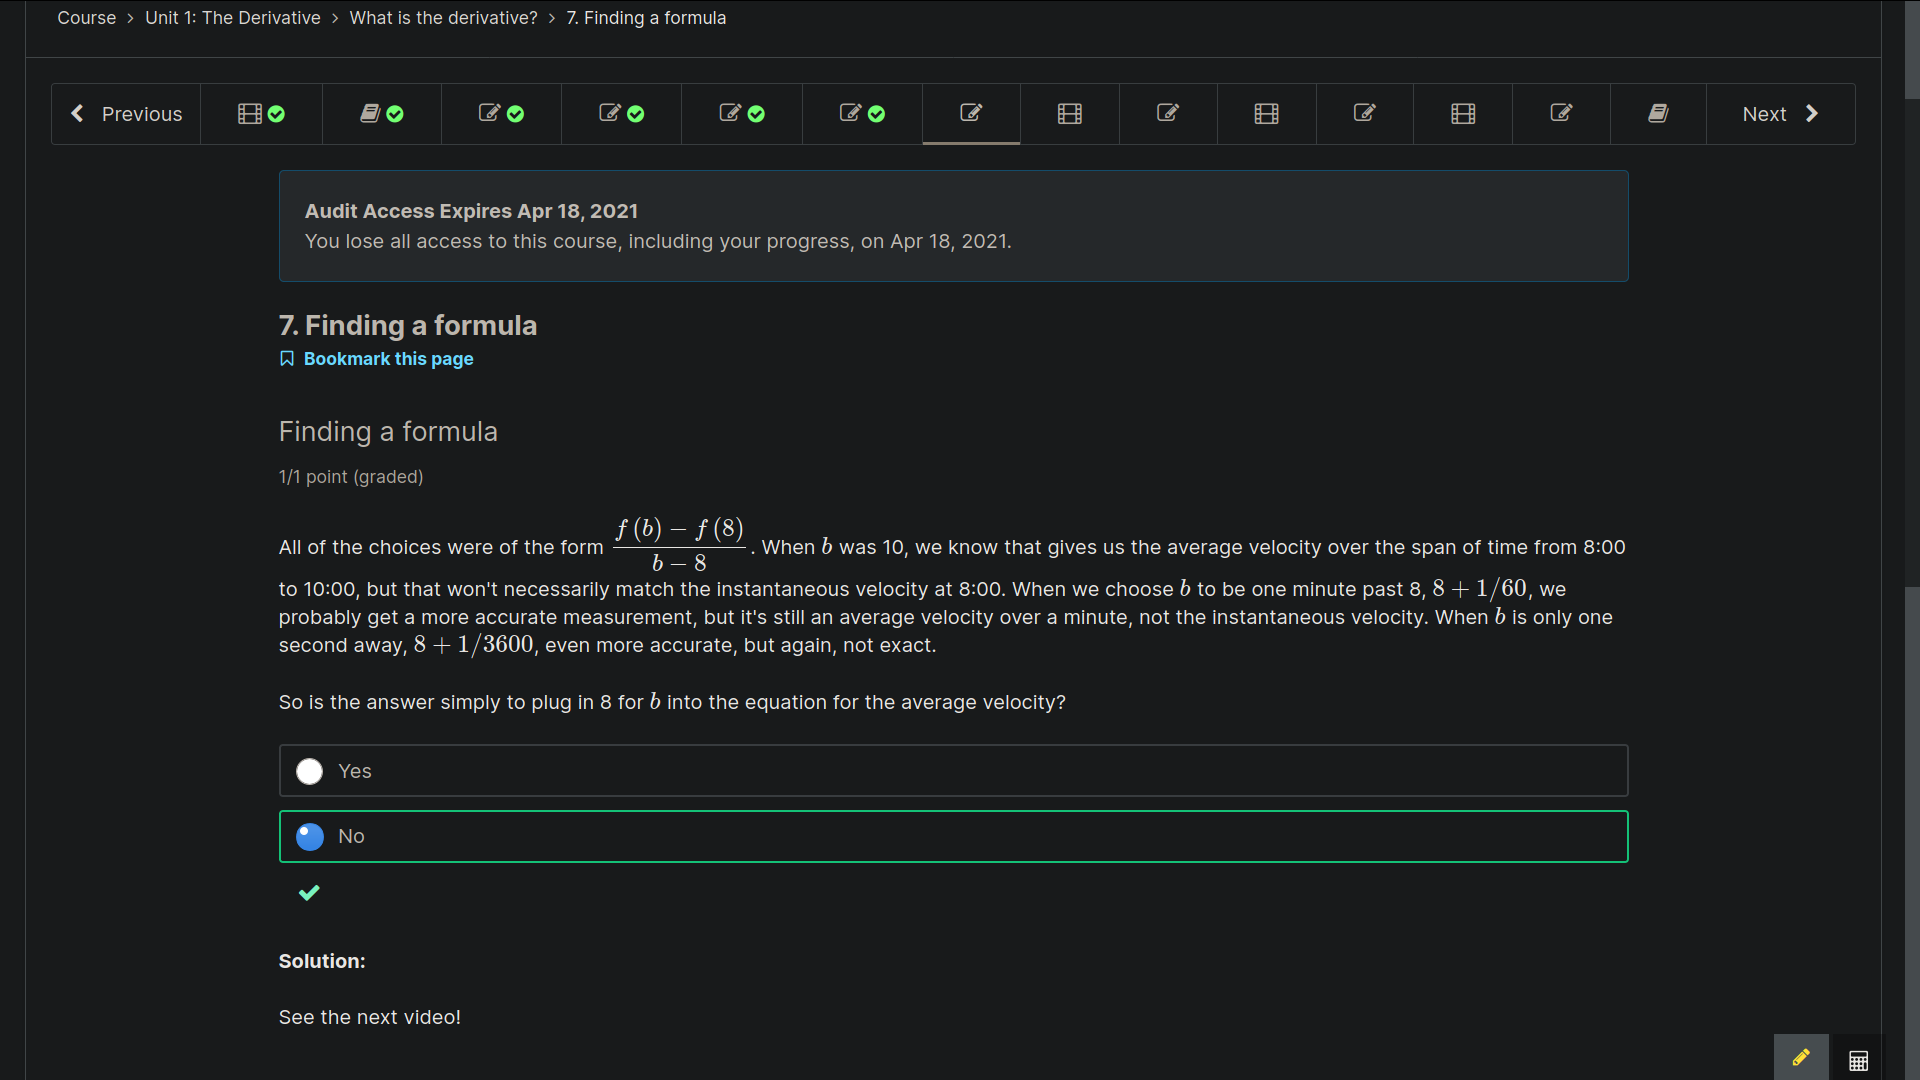 Course > Unit 1: The Derivative > What is the derivative? > 7. Finding a formula
Previous
Next
Audit Access Expires Apr 18, 2021
You lose all access to this course, including your progress, on Apr 18, 2021.
7. Finding a formula
Bookmark this page
Finding a formula
1/1 point (graded)
All of the choices were of the form \frac{f(b) - f(8)}{b - 8}. When b was 10, we know that gives us the average velocity over the span of time from 8:00
to 10:00, but that won't necessarily match the instantaneous velocity at 8:00. When we choose b to be one minute past 8, 8 + 1/60, we
probably get a more accurate measurement, but it's still an average velocity over a minute, not the instantaneous velocity. When b is only one
second away, 8 + 1/3600, even more accurate, but again, not exact.
So is the answer simply to plug in 8 for b into the equation for the average velocity?
Yes
No
Solution:
See the next video!